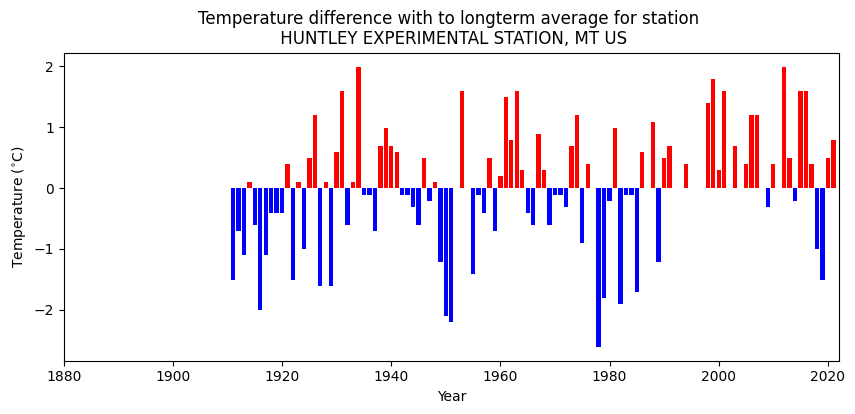 Temperature difference with to longterm average for station
HUNTLEY EXPERIMENTAL STATION, MT US
2
1
0
−1
−2
Temperature (°C)
1880 1900 1920 1940 1960 1980 2000 2020
Year